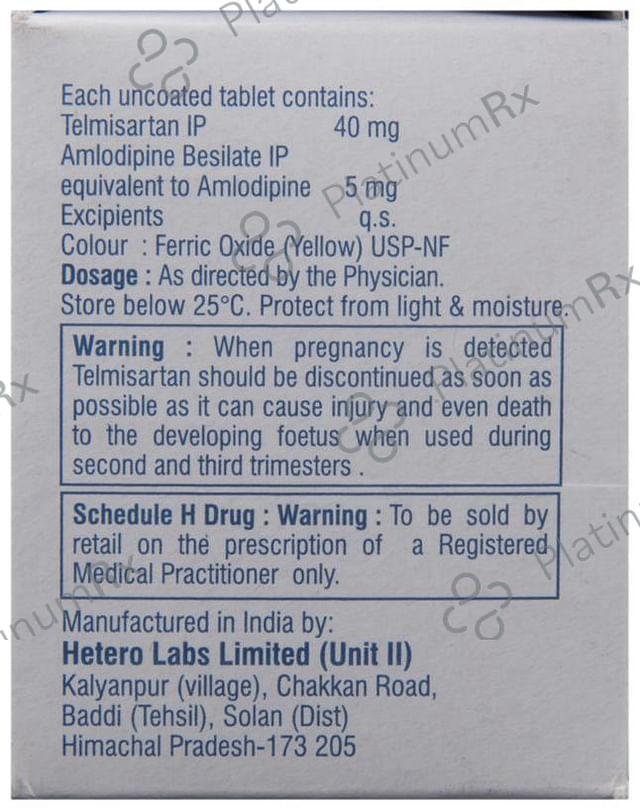 Each uncoated tablet contains:
Telmisartan IP 40 mg
Amlodipine Besilate IP
equivalent to Amlodipine 5 mg
Excipients q.s.
Colour : Ferric Oxide (Yellow) USP-NF
Dosage : As directed by the Physician.
Store below 25°C. Protect from light & moisture.
Warning : When pregnancy is detected
Telmisartan should be discontinued as soon as
possible as it can cause injury and even death
to the developing foetus when used during
second and third trimesters .
Schedule H Drug : Warning : To be sold by
retail on the prescription of a Registered
Medical Practitioner only.
Manufactured in India by:
Hetero Labs Limited (Unit II)
Kalyanpur (village), Chakkan Road,
Baddi (Tehsil), Solan (Dist)
Himachal Pradesh-173 205
PlatinumRx
PlatinumRx